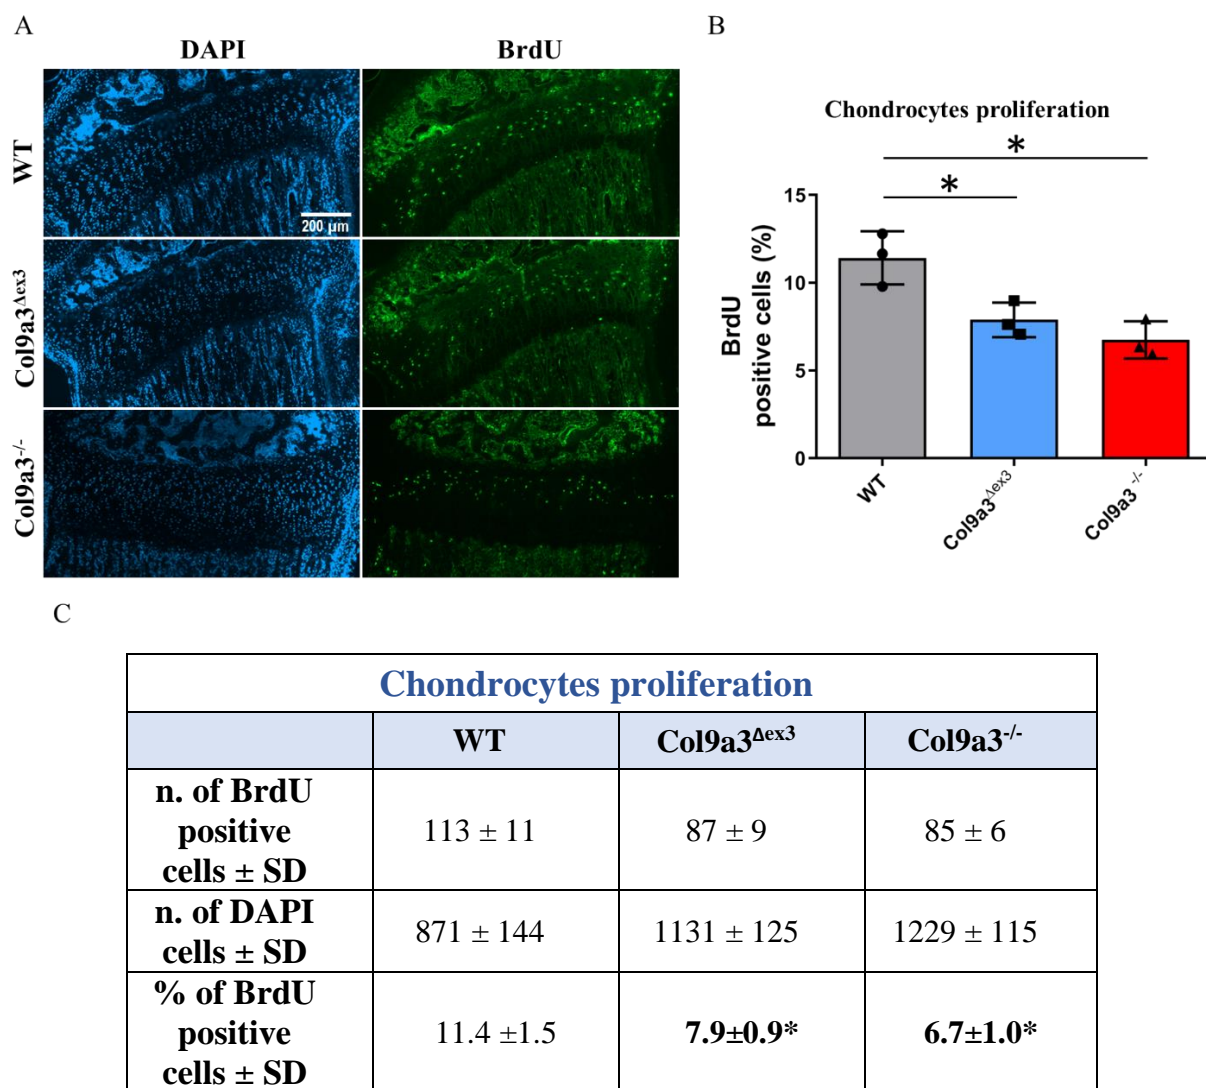 A
DAPI
BrdU
WT
200 µm
Col9a3Δex3
Col9a3-/-
B
Chondrocytes proliferation
*
*
BrdU
positive cells (%)
15
10
5
0
WT
Col9a3Δex3
Col9a3-/-
C
Chondrocytes proliferation
WT Col9a3Δex3 Col9a3-/-
n. of BrdU
positive
cells ± SD
113 ± 11 87 ± 9 85 ± 6
n. of DAPI
cells ± SD
871 ± 144 1131 ± 125 1229 ± 115
% of BrdU
positive
cells ± SD
11.4 ±1.5 7.9±0.9* 6.7±1.0*